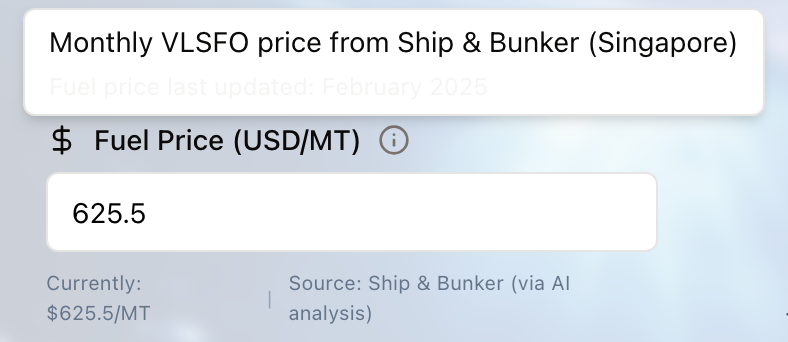 Monthly VLSFO price from Ship & Bunker (Singapore)
Fuel price last updated: February 2025
$ Fuel Price (USD/MT)
625.5
Currently:
$625.5/MT
|
Source: Ship & Bunker (via AI
analysis)